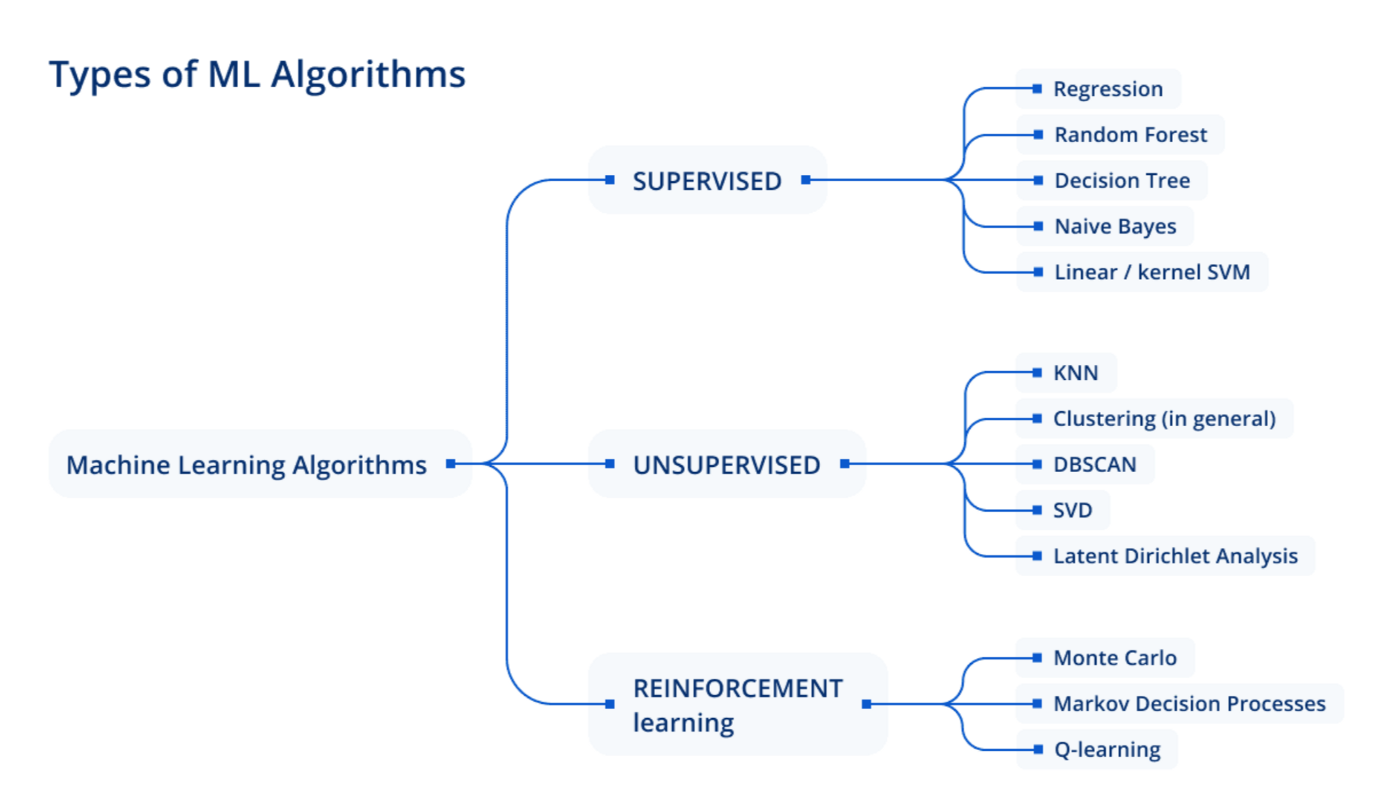 Types of ML Algorithms
Regression
Random Forest
SUPERVISED
Decision Tree
Naive Bayes
Linear / kernel SVM
KNN
Clustering (in general)
Machine Learning Algorithms
UNSUPERVISED
DBSCAN
SVD
Latent Dirichlet Analysis
Monte Carlo
REINFORCEMENT
learning
Markov Decision Processes
Q-learning